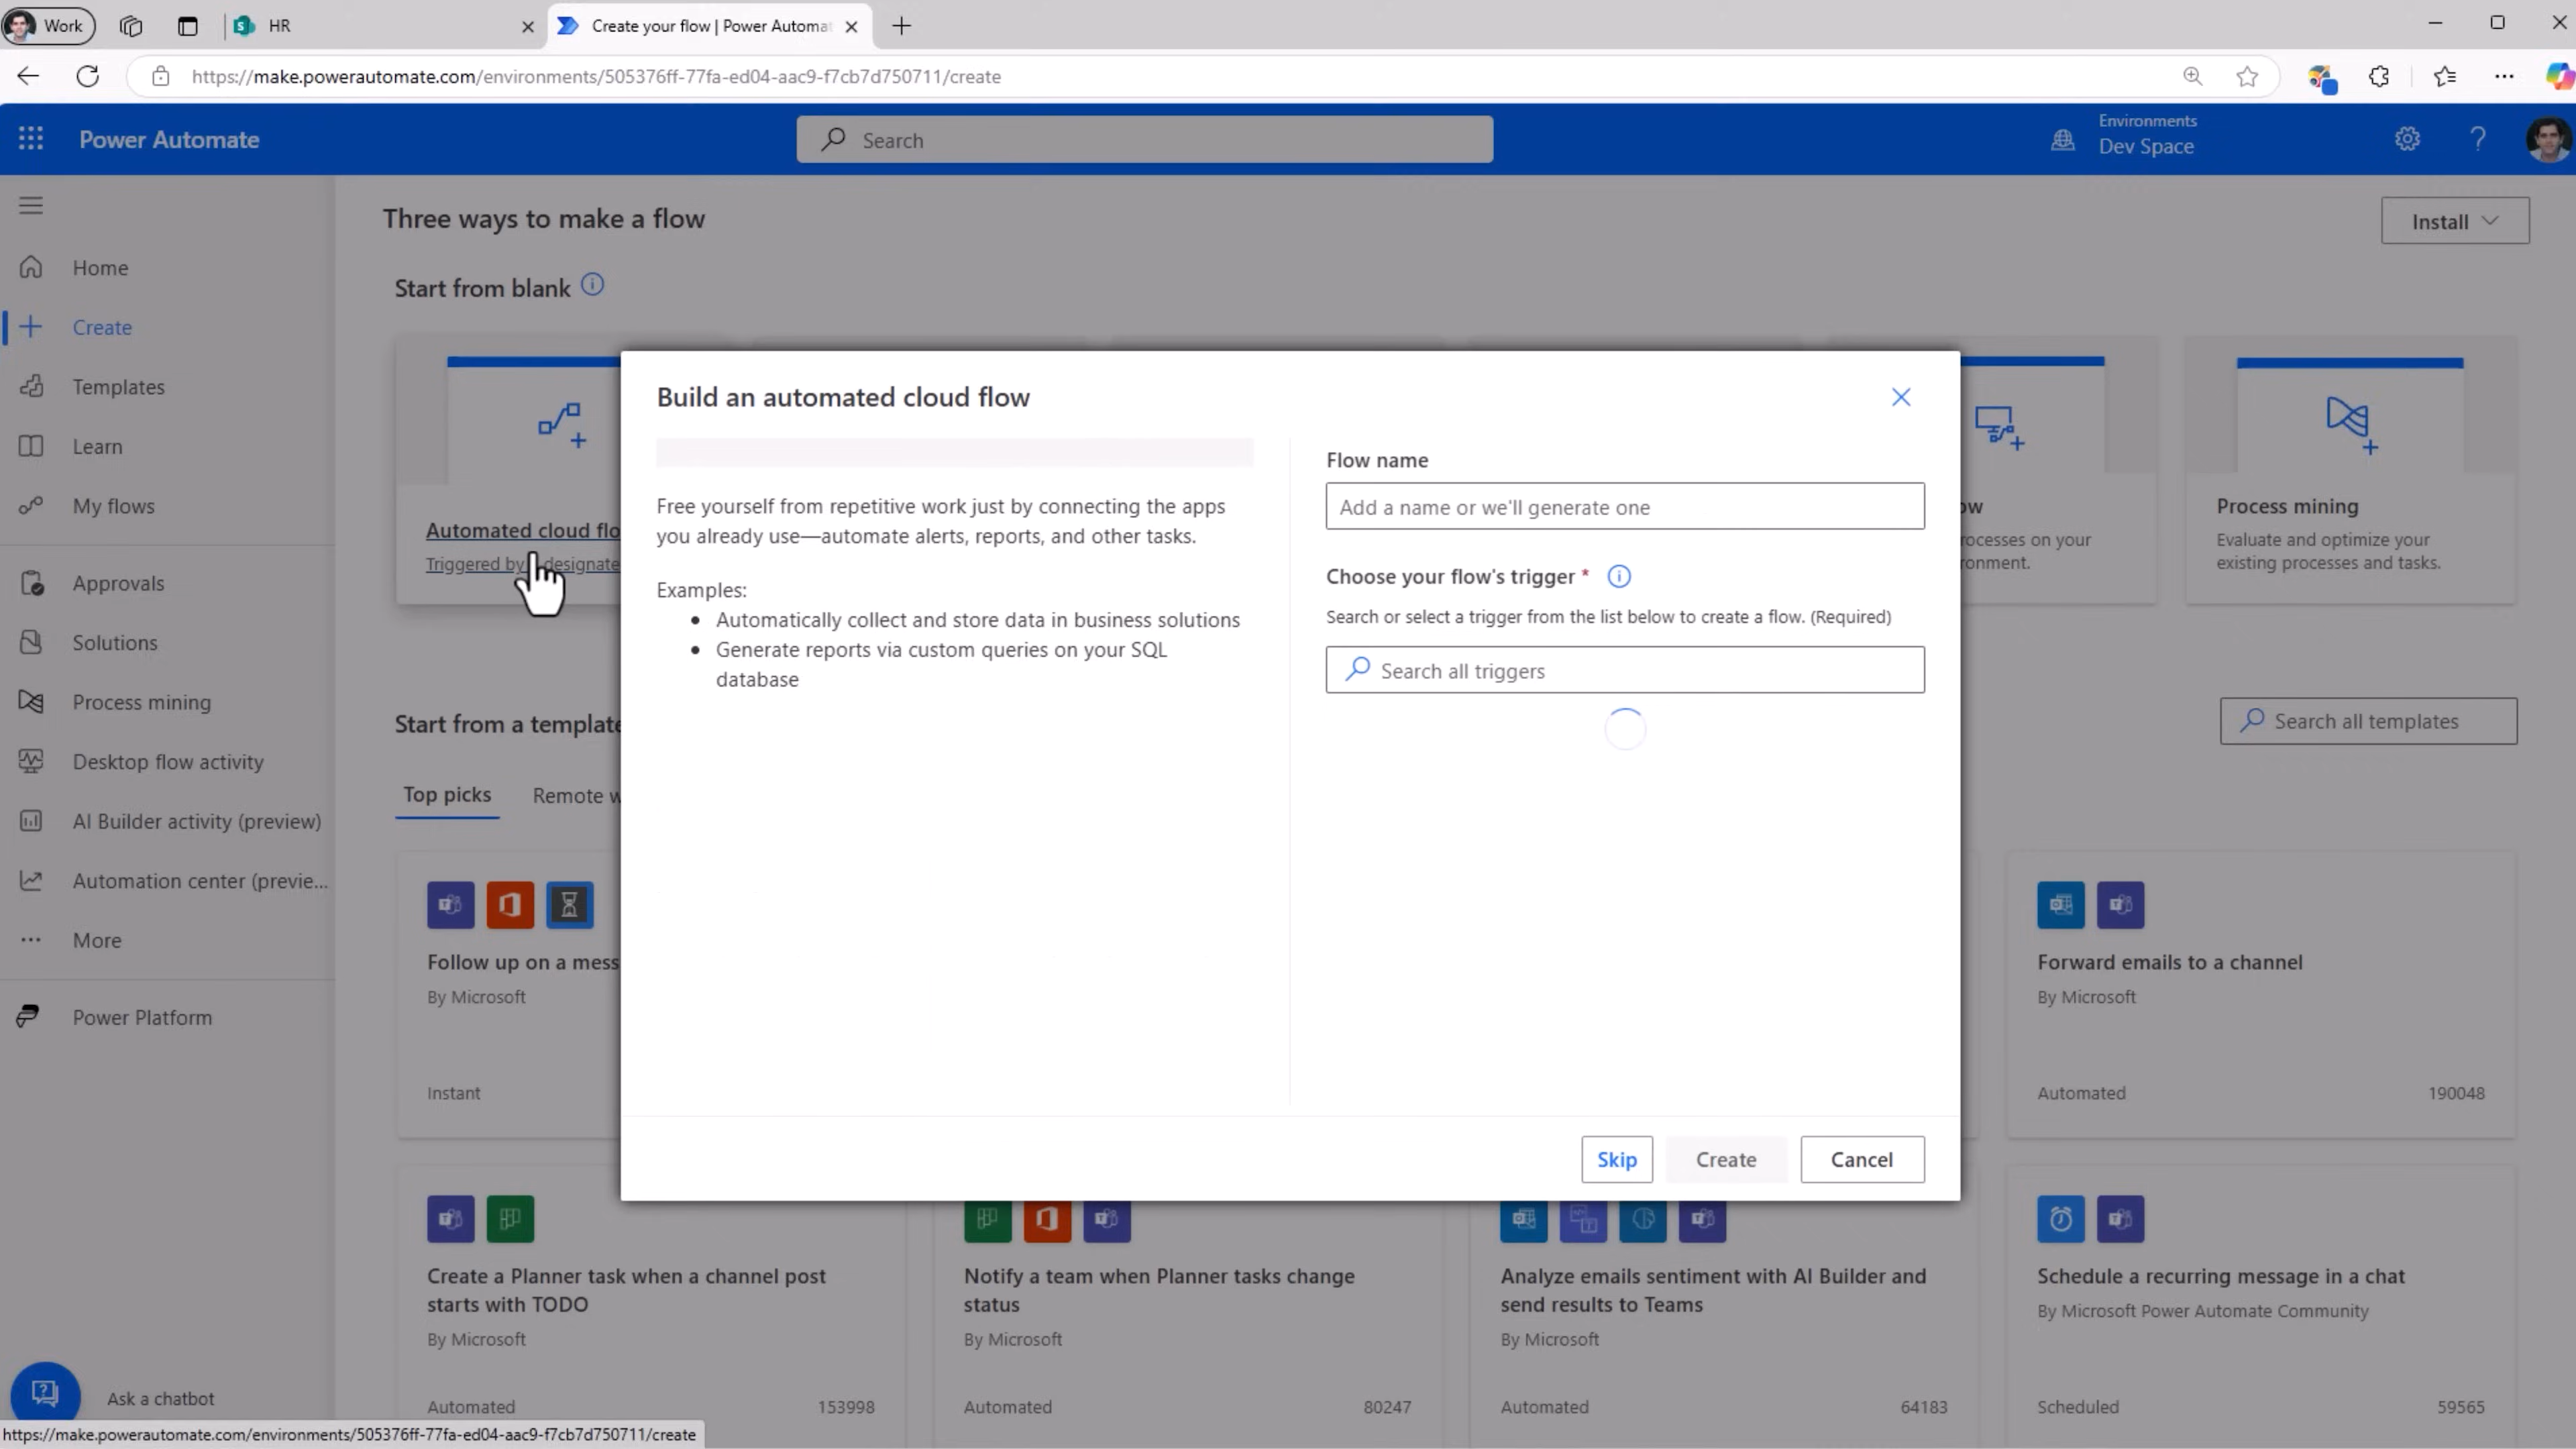 Work
HR
Create your flow | Power Automat
https://make.powerautomate.com/environments/505376ff-77fa-ed04-aac9-f7cb7d750711/create
Power Automate
Search
Environments
Dev Space
Three ways to make a flow
Install
Home
Start from blank
Create
Templates
Learn
My flows
Approvals
Solutions
Process mining
Desktop flow activity
AI Builder activity (preview)
Automation center (previe...
More
Power Platform
Ask a chatbot
Automated cloud flo
Triggered by designate
Build an automated cloud flow
Free yourself from repetitive work just by connecting the apps
you already use—automate alerts, reports, and other tasks.
Examples:
• Automatically collect and store data in business solutions
• Generate reports via custom queries on your SQL
database
Flow name
Add a name or we'll generate one
Choose your flow's trigger *
Search or select a trigger from the list below to create a flow. (Required)
Search all triggers
Skip
Create
Cancel
ow
rocesses on your
ronment.
Process mining
Evaluate and optimize your
existing processes and tasks.
Start from a template
Search all templates
Top picks
Remote w
Follow up on a mess
By Microsoft
Instant
Forward emails to a channel
By Microsoft
Automated
190048
Create a Planner task when a channel post
starts with TODO
By Microsoft
Automated
153998
Notify a team when Planner tasks change
status
By Microsoft
Automated
80247
Analyze emails sentiment with AI Builder and
send results to Teams
By Microsoft
Automated
64183
Schedule a recurring message in a chat
By Microsoft Power Automate Community
Scheduled
59565
https://make.powerautomate.com/environments/505376ff-77fa-ed04-aac9-f7cb7d750711/create